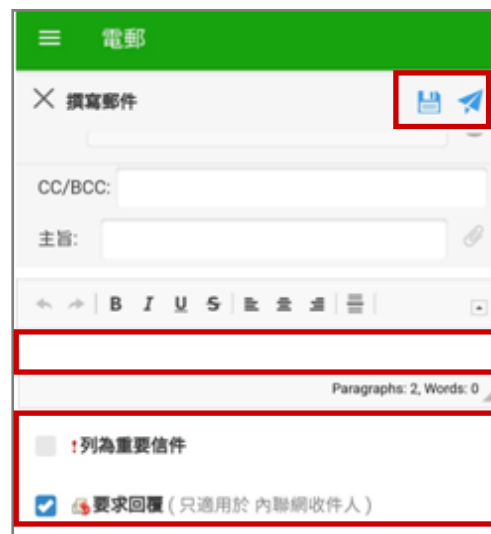 電郵
撰寫郵件
CC/BCC:
主旨:
B I U S
Paragraphs: 2, Words: 0
!列為重要信件
要求回覆 ( 只適用於 內聯網收件人 )